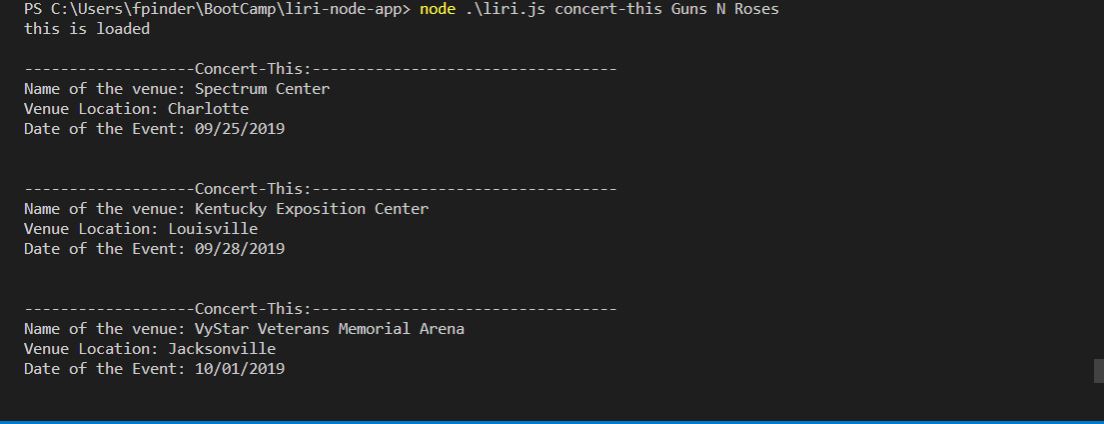 PS C:\Users\fpinder\BootCamp\liri-node-app> node .\liri.js concert-this Guns N Roses
this is loaded
-------------------Concert-This:----------------------------------
Name of the venue: Spectrum Center
Venue Location: Charlotte
Date of the Event: 09/25/2019
-------------------Concert-This:----------------------------------
Name of the venue: Kentucky Exposition Center
Venue Location: Louisville
Date of the Event: 09/28/2019
-------------------Concert-This:----------------------------------
Name of the venue: VyStar Veterans Memorial Arena
Venue Location: Jacksonville
Date of the Event: 10/01/2019